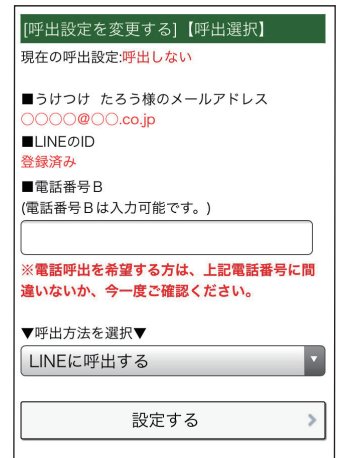 [呼出設定を変更する]【呼出選択】
現在の呼出設定:呼出しない
■うけつけ たろう様のメールアドレス
○○○○@○○.co.jp
■LINEのID
登録済み
■電話番号B
(電話番号Bは入力可能です。)
※電話呼出を希望する方は、上記電話番号に間
違いないか、今一度ご確認ください。
▼呼出方法を選択▼
LINEに呼出する
設定する